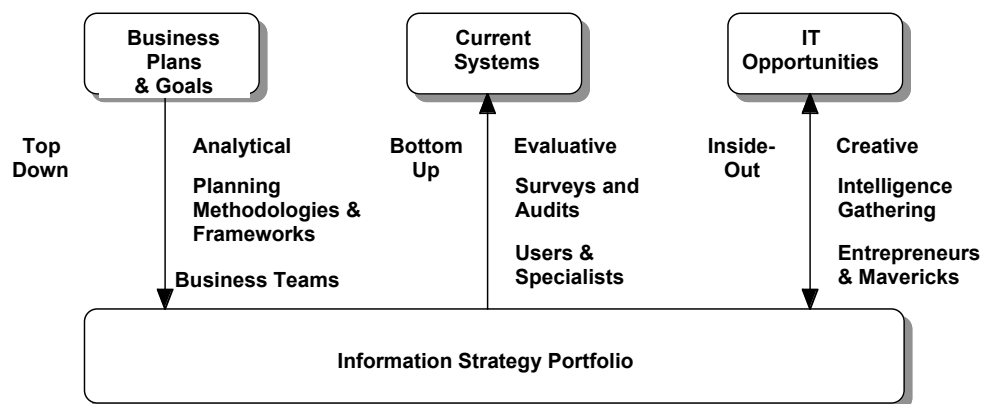 Business
Plans
& Goals
Current
Systems
IT
Opportunities
Top
Down
Analytical
Planning
Methodologies &
Frameworks
Business Teams
Bottom
Up
Evaluative
Surveys and
Audits
Users &
Specialists
Inside-
Out
Creative
Intelligence
Gathering
Entrepreneurs
& Mavericks
Information Strategy Portfolio